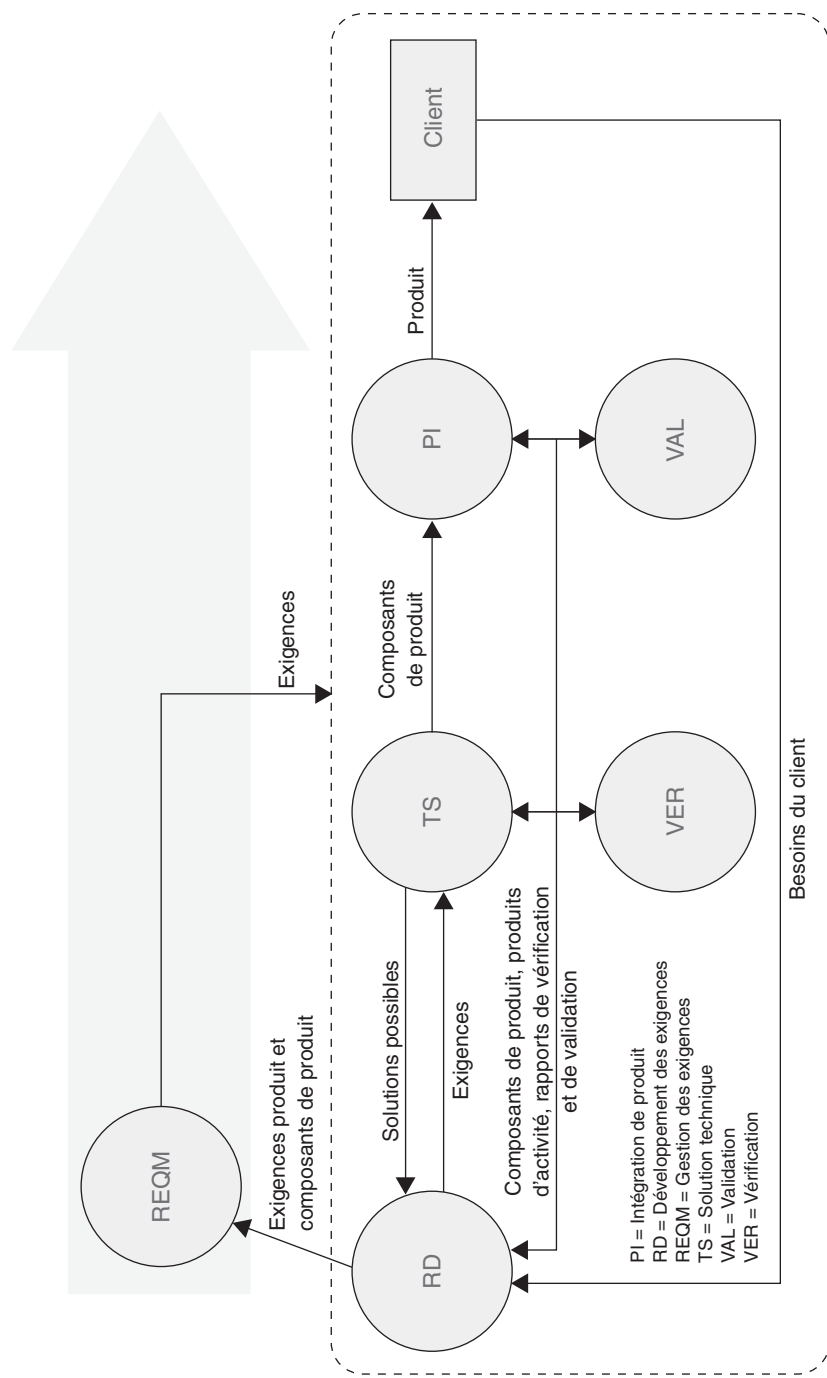 REQM
Exigences
Exigences produit et
composants de produit
RD
Solutions possibles
Exigences
TS
Composants
de produit
PI
Produit
Client
Composants de produit, produits
d'activité, rapports de vérification
et de validation
VER
VAL
PI = Intégration de produit
RD = Développement des exigences
REQM = Gestion des exigences
TS = Solution technique
VAL = Validation
VER = Vérification
Besoins du client